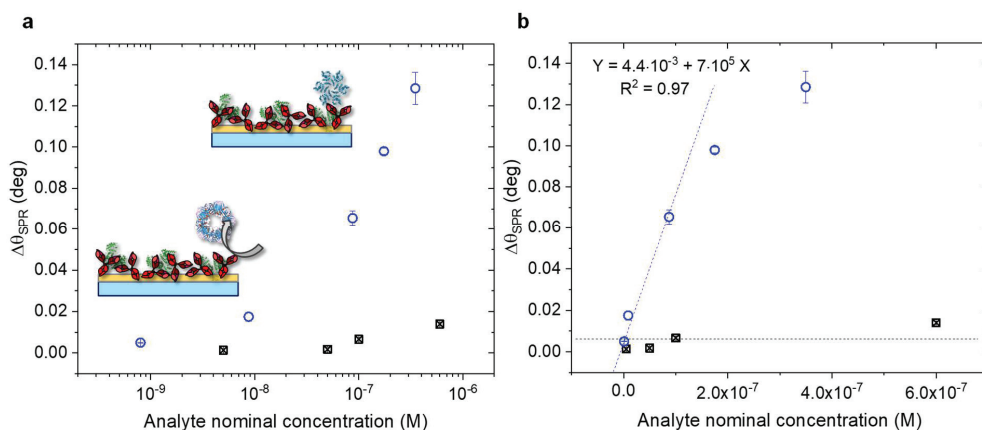 a
0.14
0.12
0.10
0.08
0.06
0.04
0.02
0.00
ΔθSPR (deg)
10⁻⁹
10⁻⁸
10⁻⁷
10⁻⁶
Analyte nominal concentration (M)
b
Y = 4.4·10⁻³ + 7·10⁵ X
R² = 0.97
0.14
0.12
0.10
0.08
0.06
0.04
0.02
0.00
ΔθSPR (deg)
0.0
2.0x10⁻⁷
4.0x10⁻⁷
6.0x10⁻⁷
Analyte nominal concentration (M)